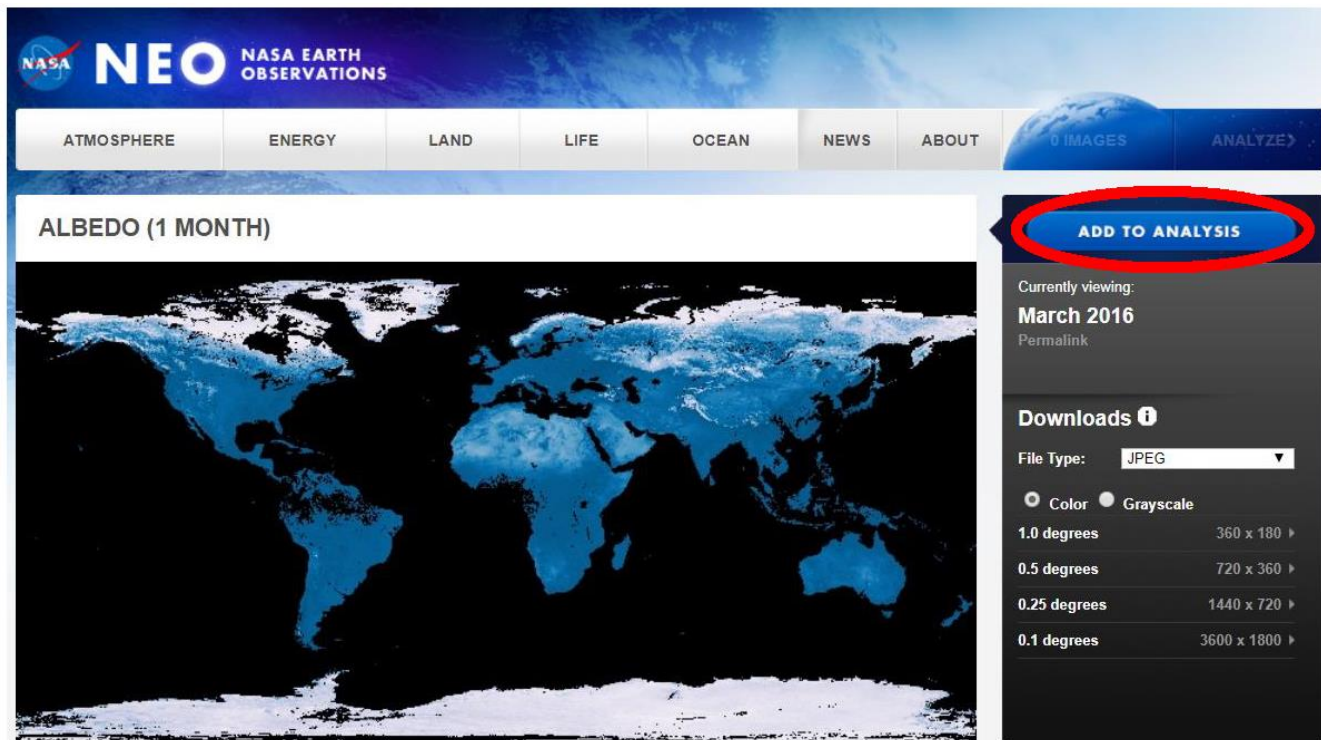 NASA NEO NASA EARTH
OBSERVATIONS
ATMOSPHERE ENERGY LAND LIFE OCEAN NEWS ABOUT 0 IMAGES ANALYZE
ALBEDO (1 MONTH)
ADD TO ANALYSIS
Currently viewing:
March 2016
Permalink
Downloads i
File Type: JPEG
Color Grayscale
1.0 degrees 360 x 180
0.5 degrees 720 x 360
0.25 degrees 1440 x 720
0.1 degrees 3600 x 1800